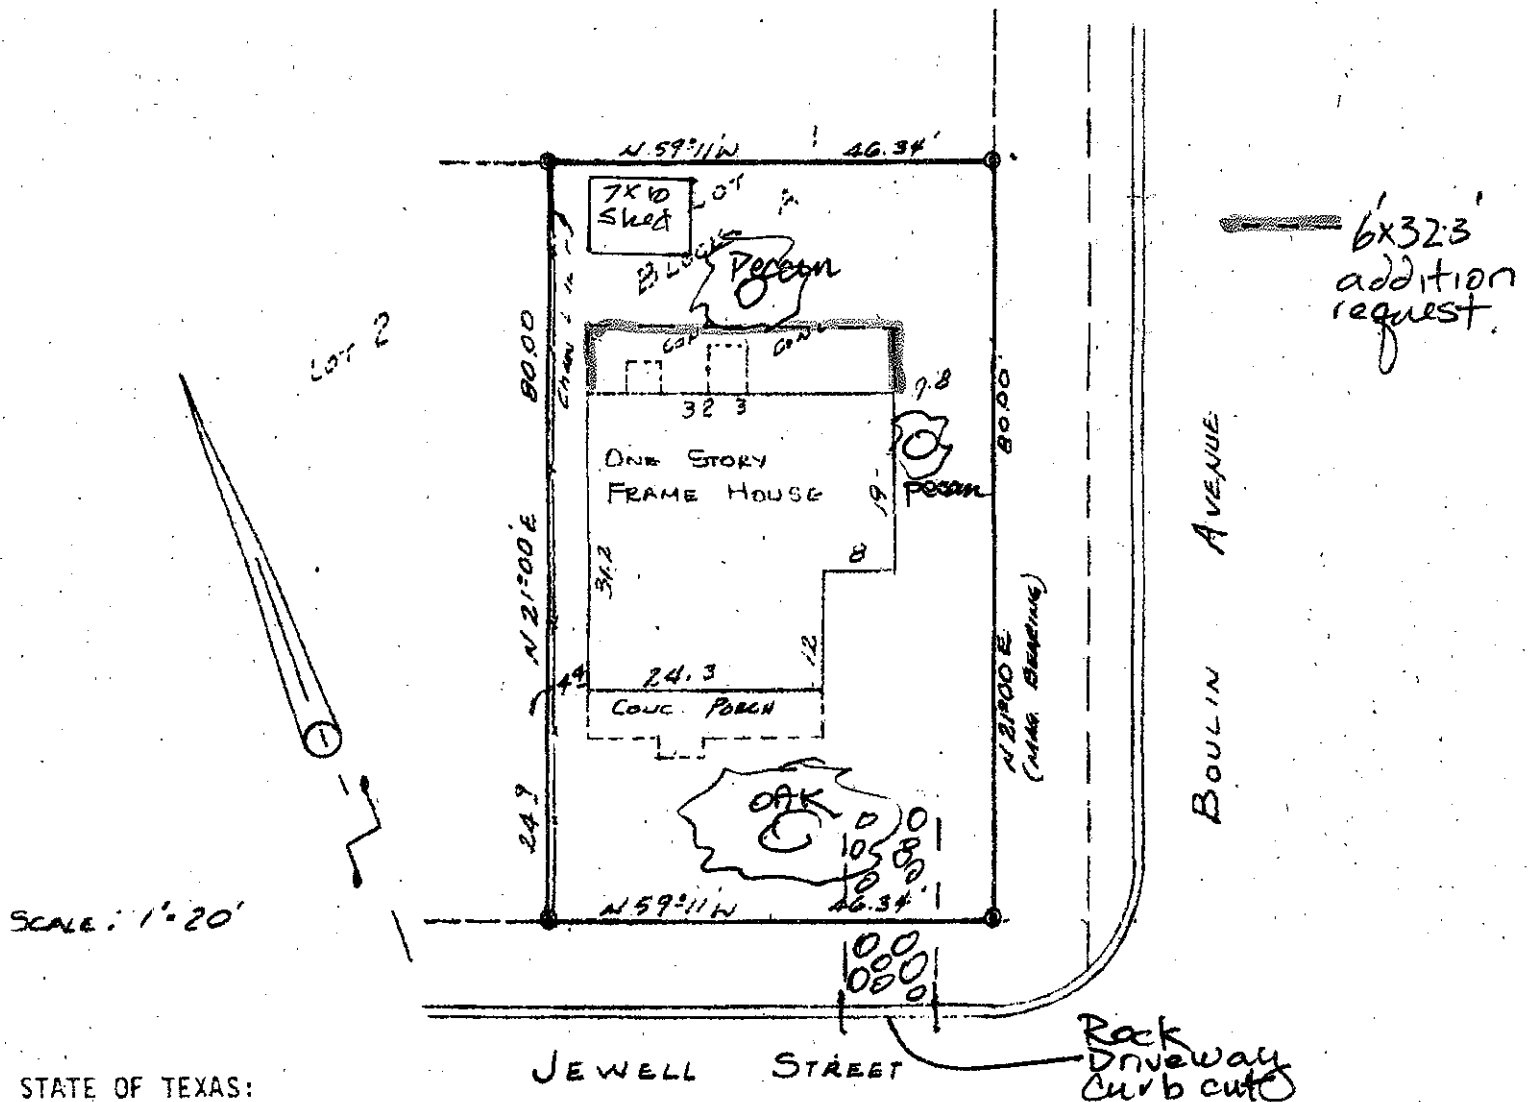 N 59°11'W 46.34'
7X10
Shed
LOT
BLOCK
Pecan
6'x32.3'
addition
request.
LOT 2
80.00
N 21°00'E
CONC
CONC
32 3
7.8
80.00'
ONE STORY
FRAME HOUSE
19
pecan
8
31.2
12
24.3
CONC. PORCH
N 21°00'E
(MAG. BEARING)
AVENUE
BOULIN
24.9
OAK
N 59°11'W 46.34'
SCALE: 1"=20'
JEWELL STREET
Rock
Driveway
Curb cut
STATE OF TEXAS: